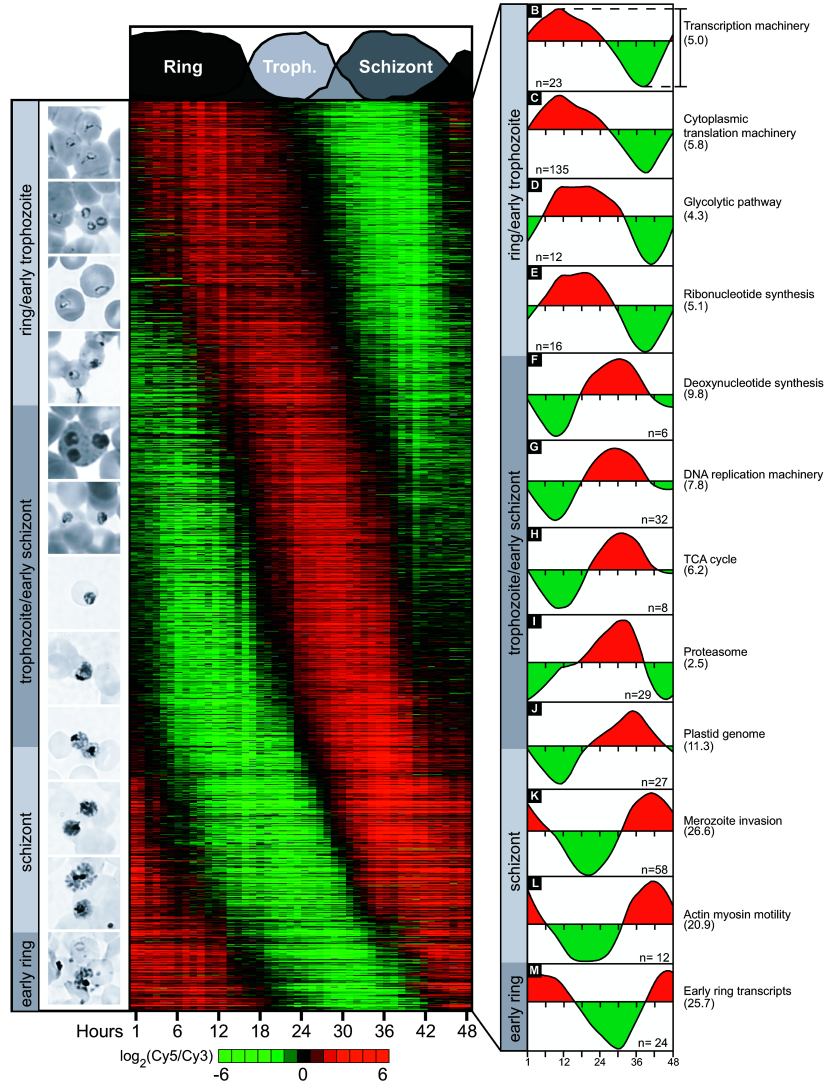 Ring
Troph.
Schizont
ring/early trophozoite
trophozoite/early schizont
schizont
early ring
Hours 1 6 12 18 24 30 36 42 48
log2(Cy5/Cy3)
-6 0 6
ring/early trophozoite
trophozoite/early schizont
schizont
early ring
B
n=23
Transcription machinery
(5.0)
C
n=135
Cytoplasmic
translation machinery
(5.8)
D
n=12
Glycolytic pathway
(4.3)
E
n=16
Ribonucleotide synthesis
(5.1)
F
n=6
Deoxynucleotide synthesis
(9.8)
G
n=32
DNA replication machinery
(7.8)
H
n=8
TCA cycle
(6.2)
I
n=29
Proteasome
(2.5)
J
n=27
Plastid genome
(11.3)
K
n=58
Merozoite invasion
(26.6)
L
n= 12
Actin myosin motility
(20.9)
M
n= 24
Early ring transcripts
(25.7)
1 12 24 36 48